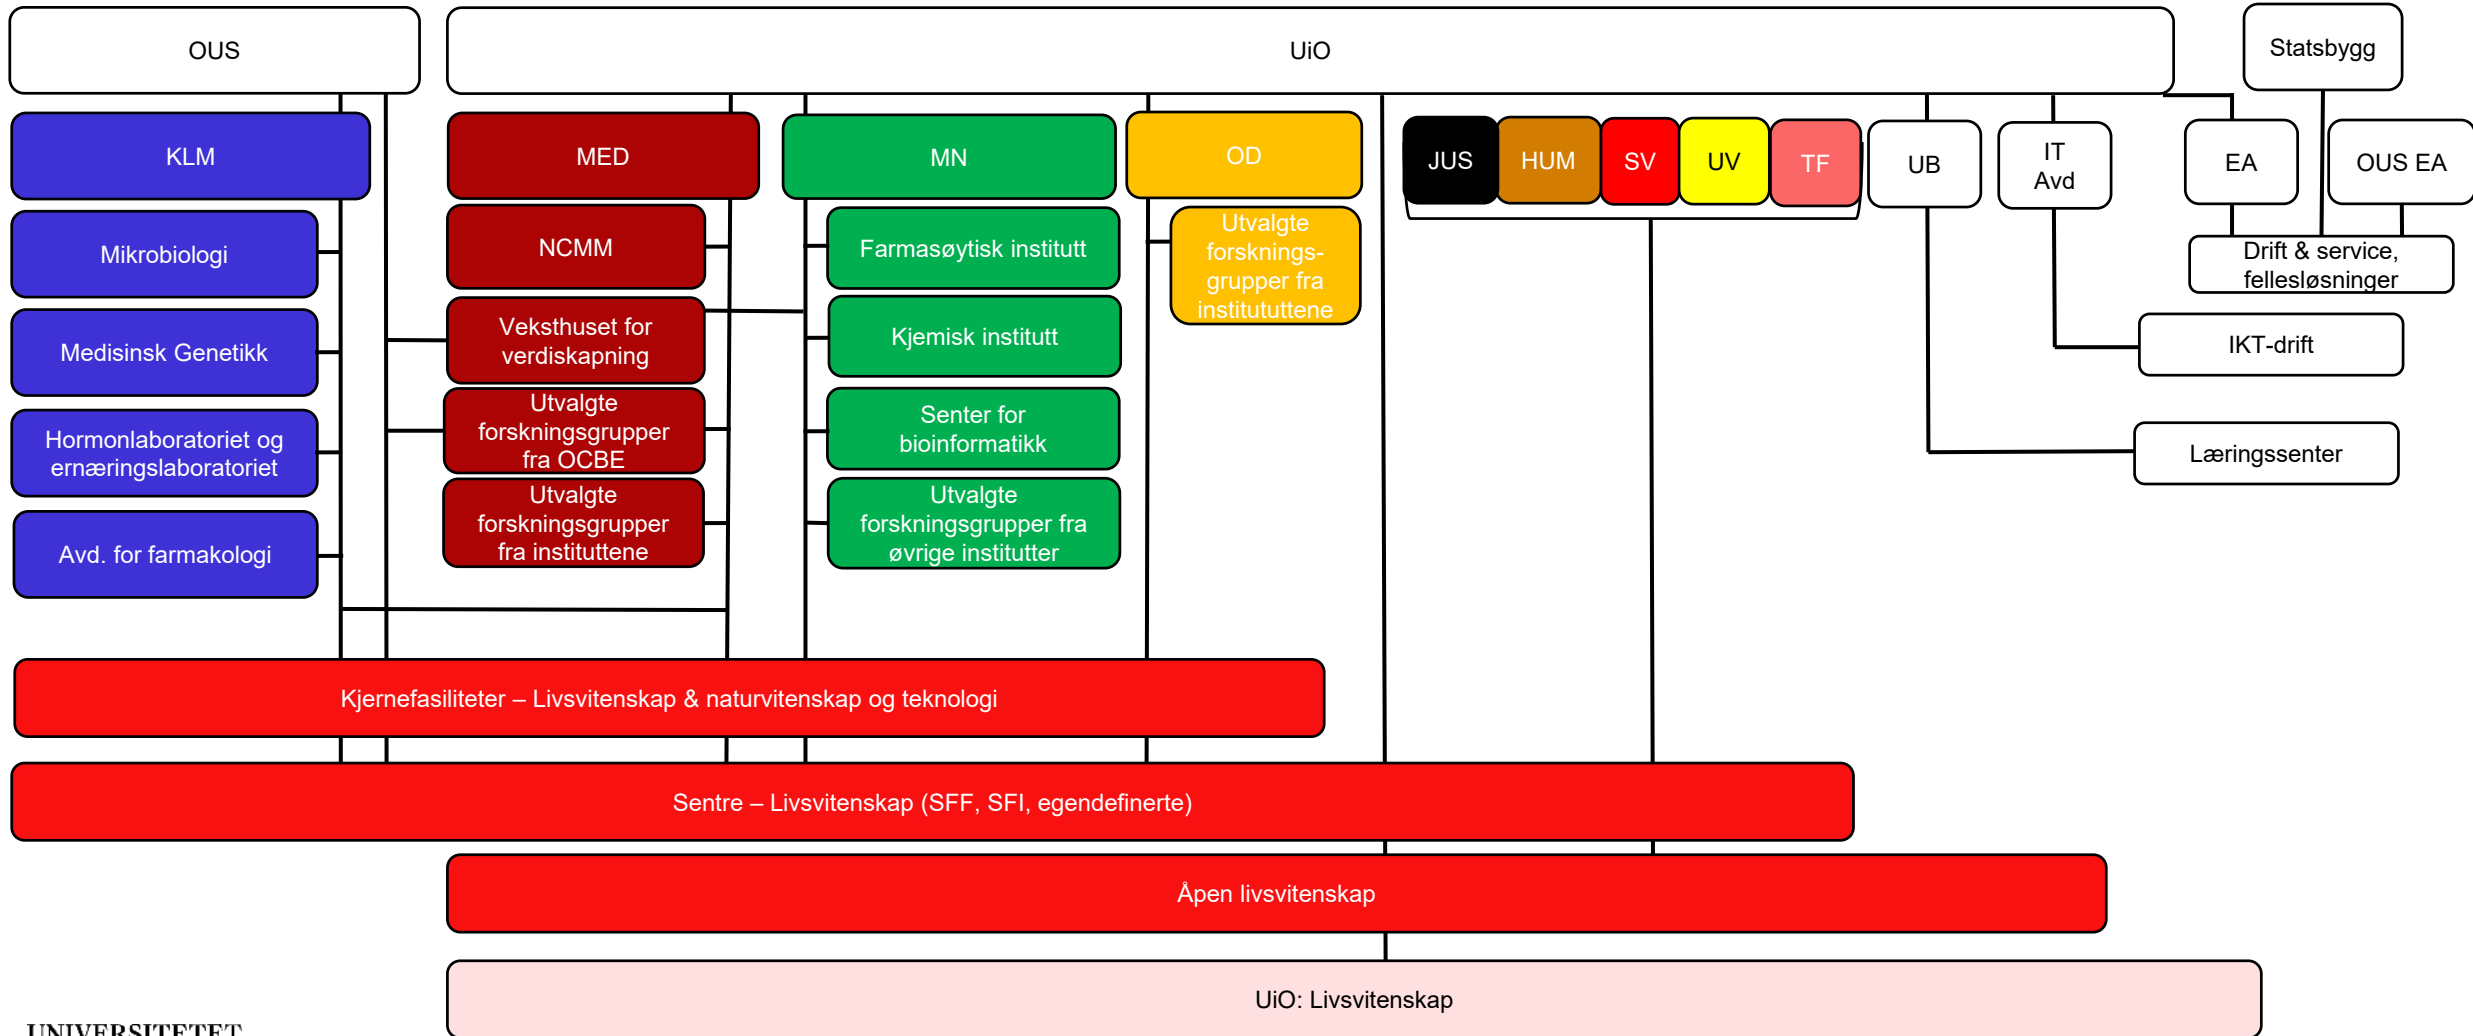 OUS
UiO
Statsbygg
KLM
MED
MN
OD
JUS
HUM
SV
UV
TF
UB
IT
Avd
EA
OUS EA
Mikrobiologi
Medisinsk Genetikk
Hormonlaboratoriet og
ernæringslaboratoriet
Avd. for farmakologi
NCMM
Veksthuset for
verdiskapning
Utvalgte
forskningsgrupper
fra OCBE
Utvalgte
forskningsgrupper
fra instituttene
Farmasøytisk institutt
Kjemisk institutt
Senter for
bioinformatikk
Utvalgte
forskningsgrupper fra
øvrige institutter
Utvalgte
forsknings-
grupper fra
institututtene
Drift & service,
fellesløsninger
IKT-drift
Læringssenter
Kjernefasiliteter – Livsvitenskap & naturvitenskap og teknologi
Sentre – Livsvitenskap (SFF, SFI, egendefinerte)
Åpen livsvitenskap
UiO: Livsvitenskap
UNIVERSITETET